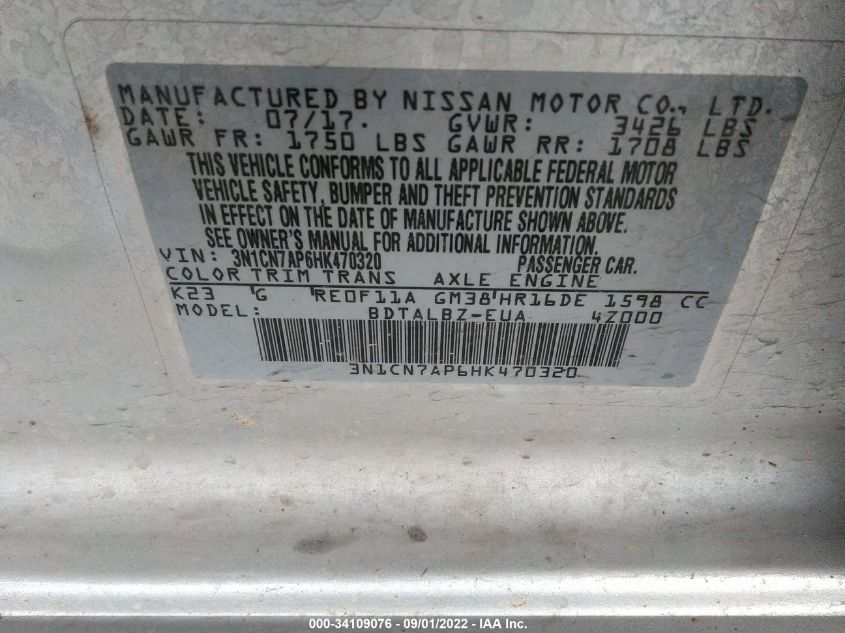 MANUFACTURED BY NISSAN MOTOR CO., LTD.
DATE: 07/17. GVWR: 3426 LBS
GAWR FR: 1750 LBS GAWR RR: 1708 LBS
THIS VEHICLE CONFORMS TO ALL APPLICABLE FEDERAL MOTOR
VEHICLE SAFETY, BUMPER AND THEFT PREVENTION STANDARDS
IN EFFECT ON THE DATE OF MANUFACTURE SHOWN ABOVE.
SEE OWNER'S MANUAL FOR ADDITIONAL INFORMATION.
VIN: 3N1CN7AP6HK470320 PASSENGER CAR.
COLOR TRIM TRANS AXLE ENGINE
K23 G RE0F11A GM38 HR16DE 1598 CC
MODEL: BDTALBZ-EUA 4Z000
3N1CN7AP6HK470320
000-34109076 - 09/01/2022 - IAA Inc.